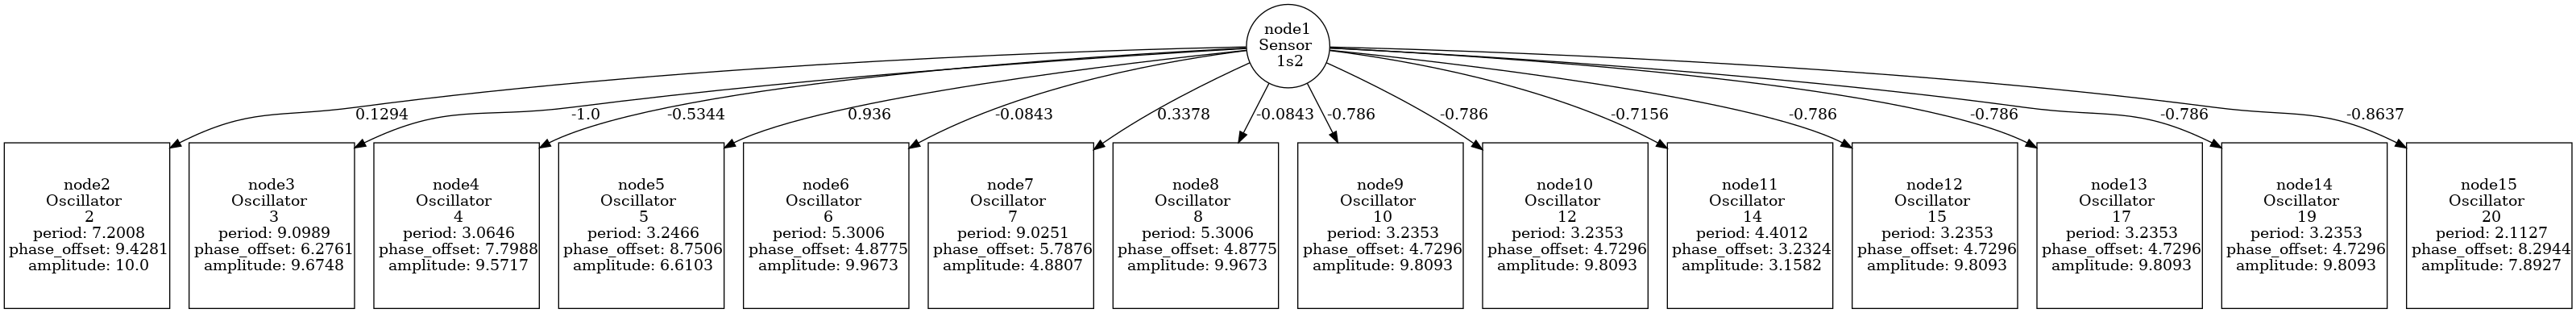 node1
Sensor
1s2
0.1294
-1.0
-0.5344
0.936
-0.0843
0.3378
-0.0843
-0.786
-0.786
-0.7156
-0.786
-0.786
-0.786
-0.8637
node2
Oscillator
2
period: 7.2008
phase_offset: 9.4281
amplitude: 10.0
node3
Oscillator
3
period: 9.0989
phase_offset: 6.2761
amplitude: 9.6748
node4
Oscillator
4
period: 3.0646
phase_offset: 7.7988
amplitude: 9.5717
node5
Oscillator
5
period: 3.2466
phase_offset: 8.7506
amplitude: 6.6103
node6
Oscillator
6
period: 5.3006
phase_offset: 4.8775
amplitude: 9.9673
node7
Oscillator
7
period: 9.0251
phase_offset: 5.7876
amplitude: 4.8807
node8
Oscillator
8
period: 5.3006
phase_offset: 4.8775
amplitude: 9.9673
node9
Oscillator
10
period: 3.2353
phase_offset: 4.7296
amplitude: 9.8093
node10
Oscillator
12
period: 3.2353
phase_offset: 4.7296
amplitude: 9.8093
node11
Oscillator
14
period: 4.4012
phase_offset: 3.2324
amplitude: 3.1582
node12
Oscillator
15
period: 3.2353
phase_offset: 4.7296
amplitude: 9.8093
node13
Oscillator
17
period: 3.2353
phase_offset: 4.7296
amplitude: 9.8093
node14
Oscillator
19
period: 3.2353
phase_offset: 4.7296
amplitude: 9.8093
node15
Oscillator
20
period: 2.1127
phase_offset: 8.2944
amplitude: 7.8927